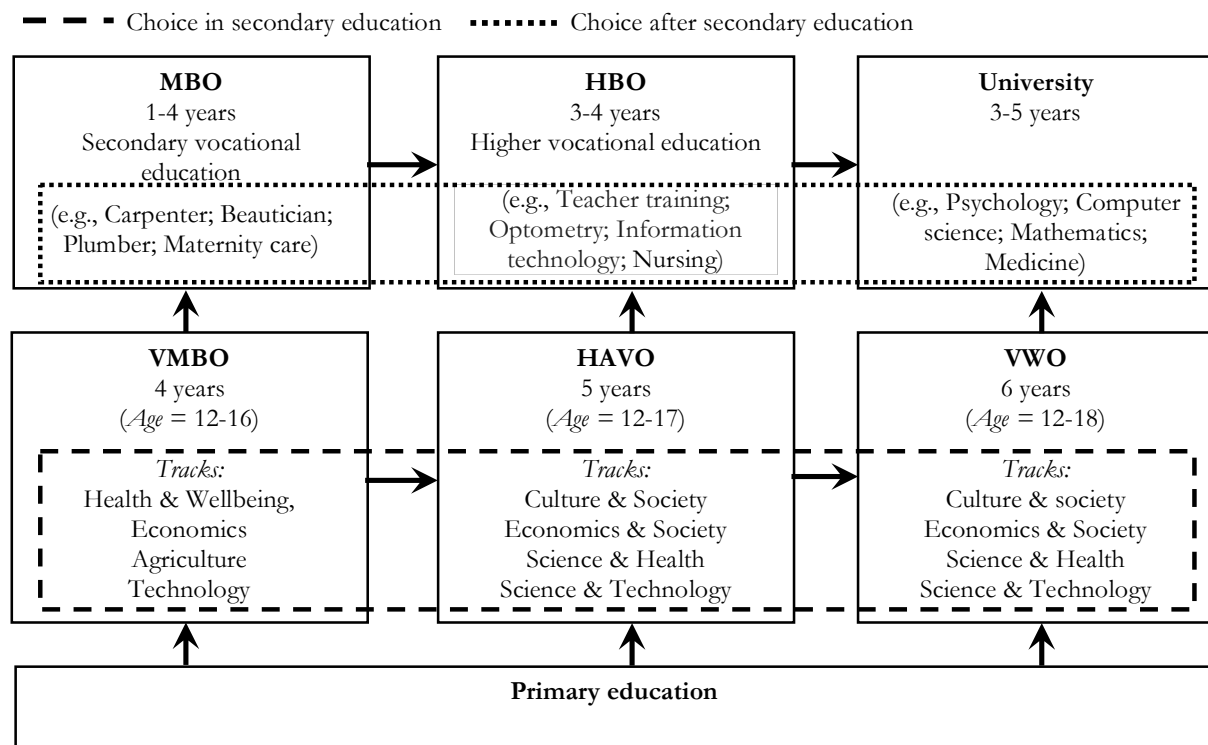 Choice in secondary education
Choice after secondary education
MBO
1-4 years
Secondary vocational
education
(e.g., Carpenter; Beautician;
Plumber; Maternity care)
HBO
3-4 years
Higher vocational education
(e.g., Teacher training;
Optometry; Information
technology; Nursing)
University
3-5 years
(e.g., Psychology; Computer
science; Mathematics;
Medicine)
VMBO
4 years
(Age = 12-16)
Tracks:
Health & Wellbeing,
Economics
Agriculture
Technology
HAVO
5 years
(Age = 12-17)
Tracks:
Culture & Society
Economics & Society
Science & Health
Science & Technology
VWO
6 years
(Age = 12-18)
Tracks:
Culture & society
Economics & Society
Science & Health
Science & Technology
Primary education